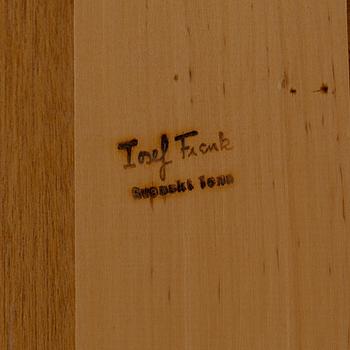 Josef Frank
Svenskt Tenn